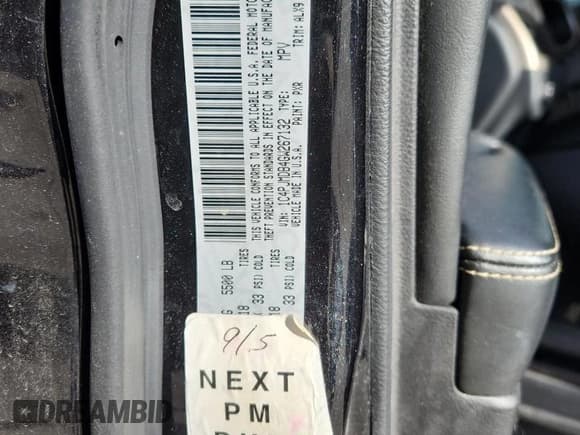 5500 LB
TIRES
33 PSI) COLD
THIS VEHICLE CONFORMS TO ALL APPLICABLE U.S.A. FEDERAL MOTOR
THEFT PREVENTION STANDARDS IN EFFECT ON THE DATE OF MANUFAC
VIN: 1C4PJMDB4GW267132 TYPE: MPV
VEHICLE MADE IN U.S.A. PAINT: PXR TRIM: ALX9
G
18
TIRES
33 PSI) COLD
9/5
NEXT
PM
DREAMBID